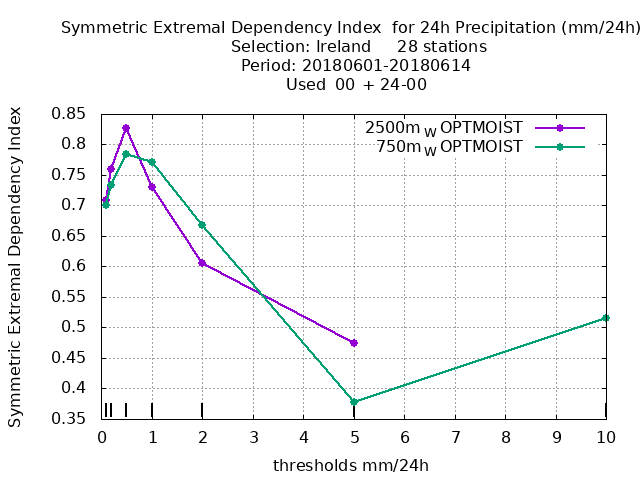 Symmetric Extremal Dependency Index  for 24h Precipitation (mm/24h)
Selection: Ireland     28 stations
Period: 20180601-20180614
Used  00 + 24-00
Symmetric Extremal Dependency Index
2500m W OPTMOIST
750m W OPTMOIST
0.85
0.8
0.75
0.7
0.65
0.6
0.55
0.5
0.45
0.4
0.35
0 1 2 3 4 5 6 7 8 9 10
thresholds mm/24h